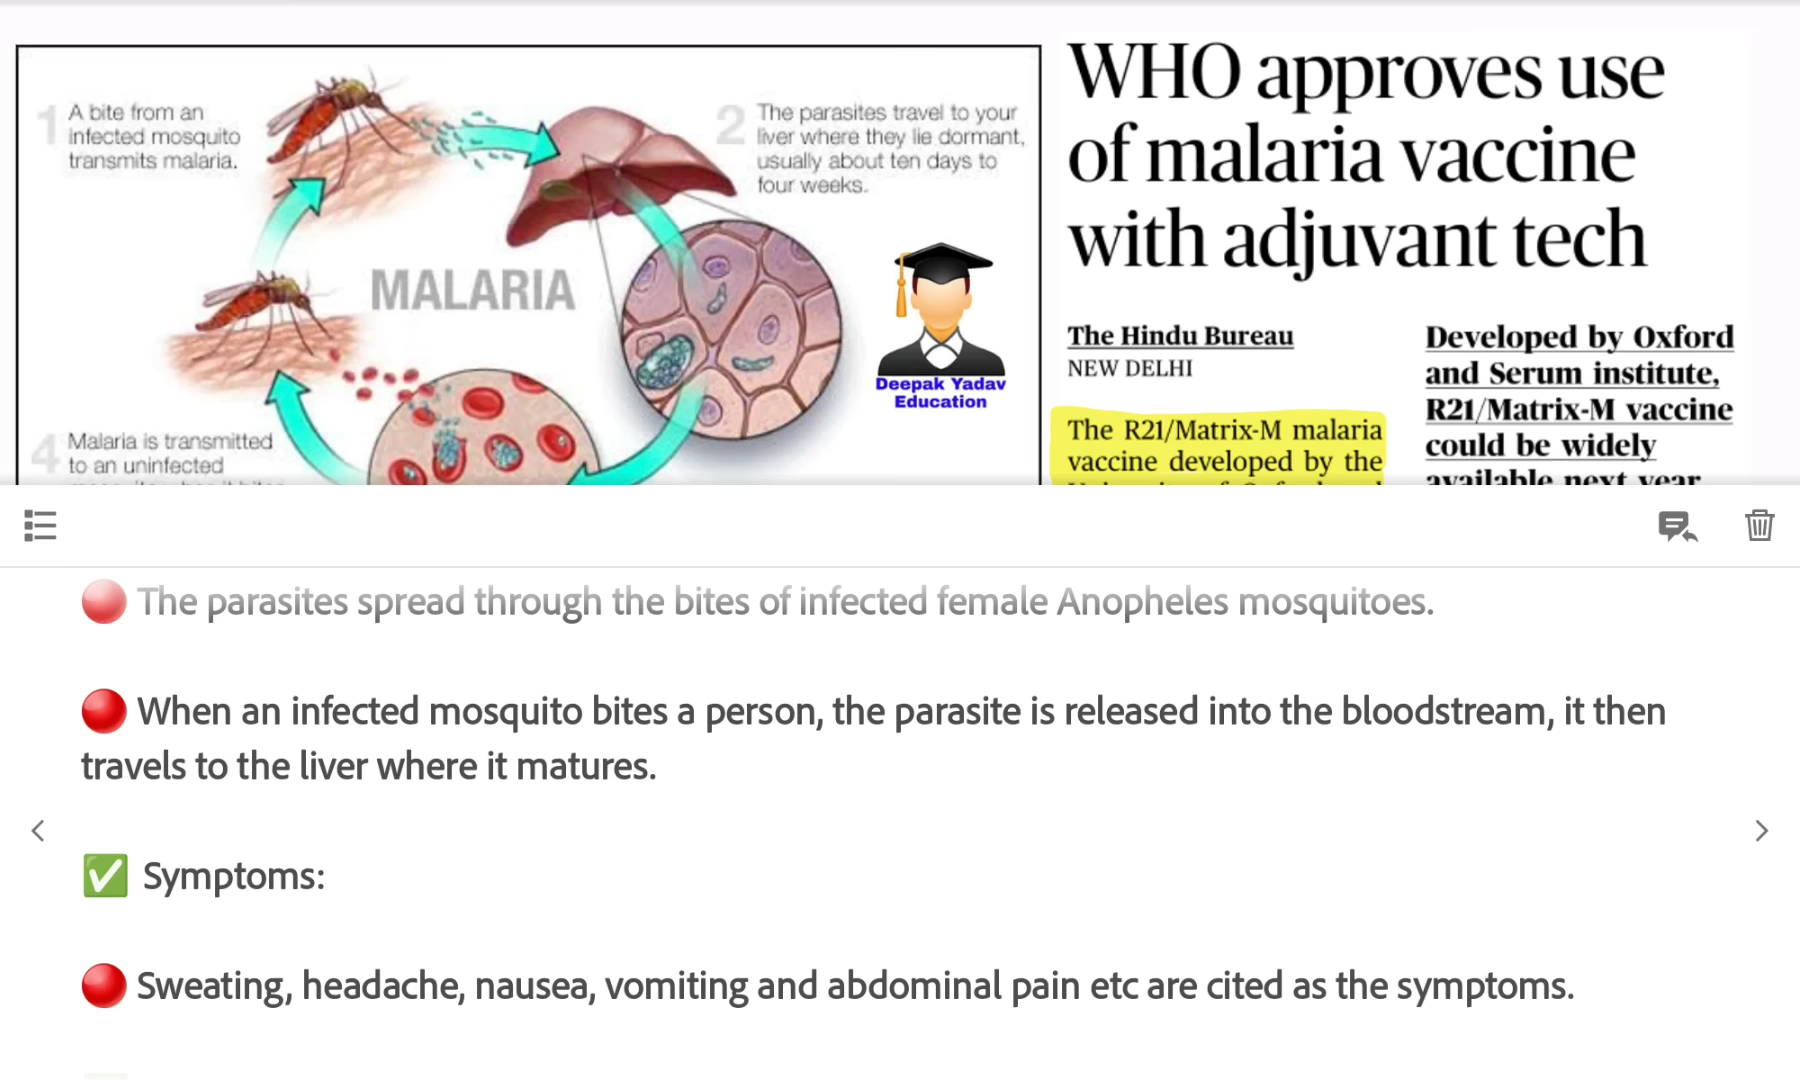 1 A bite from an
infected mosquito
transmits malaria.
2 The parasites travel to your
liver where they lie dormant,
usually about ten days to
four weeks.
MALARIA
Deepak Yadav
Education
4 Malaria is transmitted
to an uninfected
WHO approves use
of malaria vaccine
with adjuvant tech
The Hindu Bureau
NEW DELHI
The R21/Matrix-M malaria
vaccine developed by the
Developed by Oxford
and Serum institute,
R21/Matrix-M vaccine
could be widely
available next year
🔴 The parasites spread through the bites of infected female Anopheles mosquitoes.
🔴 When an infected mosquito bites a person, the parasite is released into the bloodstream, it then
travels to the liver where it matures.
✅ Symptoms:
🔴 Sweating, headache, nausea, vomiting and abdominal pain etc are cited as the symptoms.